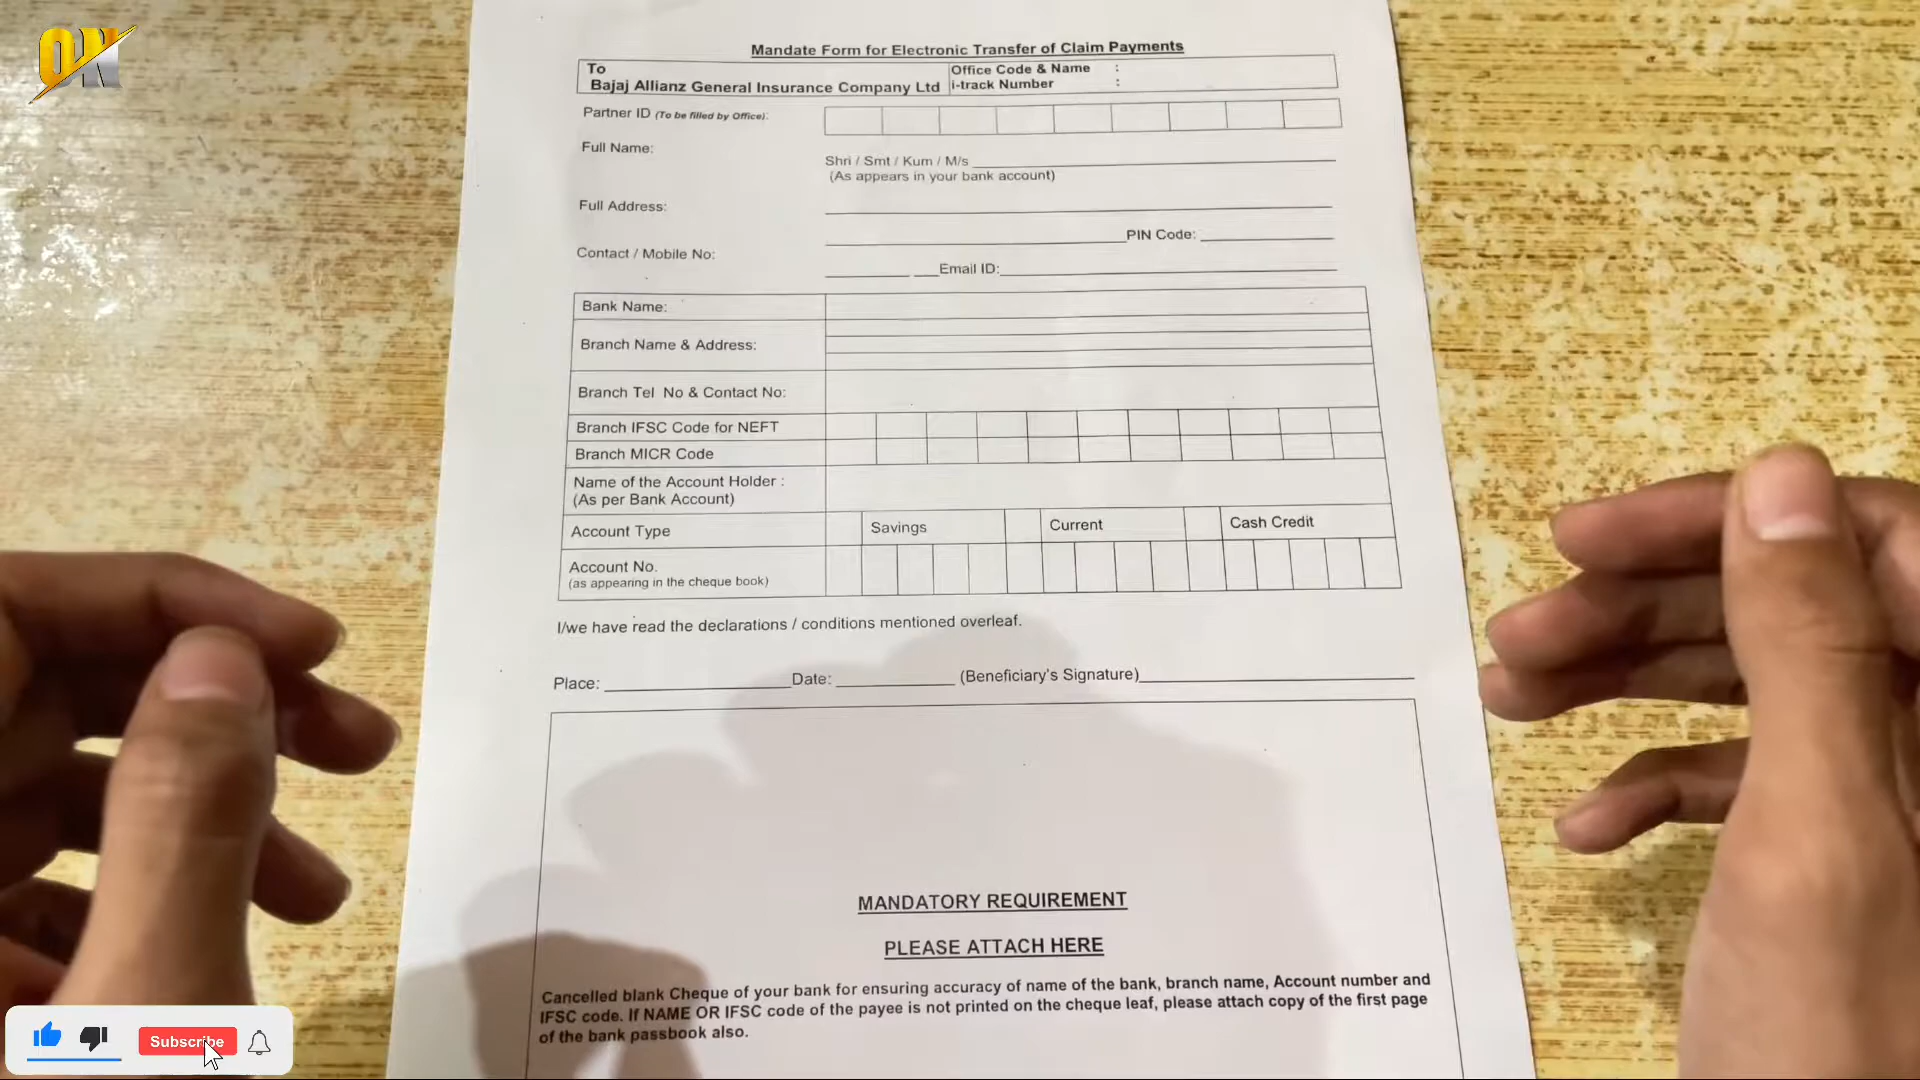 ON
Mandate Form for Electronic Transfer of Claim Payments
To
Bajaj Allianz General Insurance Company Ltd
Office Code & Name :
i-track Number :
Partner ID (To be filled by Office):
Full Name:
Shri / Smt / Kum / M/s
(As appears in your bank account)
Full Address:
PIN Code:
Contact / Mobile No:
Email ID:
Bank Name:
Branch Name & Address:
Branch Tel No & Contact No:
Branch IFSC Code for NEFT
Branch MICR Code
Name of the Account Holder :
(As per Bank Account)
Account Type Savings Current Cash Credit
Account No.
(as appearing in the cheque book)
I/we have read the declarations / conditions mentioned overleaf.
Place: Date: (Beneficiary's Signature)
MANDATORY REQUIREMENT
PLEASE ATTACH HERE
Cancelled blank Cheque of your bank for ensuring accuracy of name of the bank, branch name, Account number and
IFSC code. If NAME OR IFSC code of the payee is not printed on the cheque leaf, please attach copy of the first page
of the bank passbook also.
Subscribe